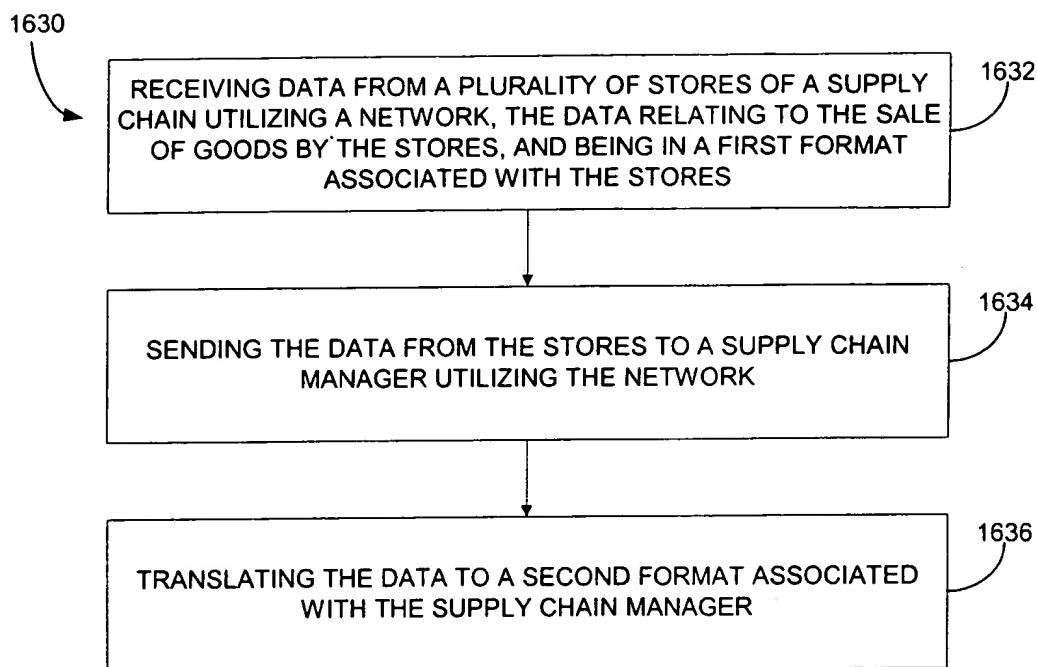 1630
RECEIVING DATA FROM A PLURALITY OF STORES OF A SUPPLY
CHAIN UTILIZING A NETWORK, THE DATA RELATING TO THE SALE
OF GOODS BY THE STORES, AND BEING IN A FIRST FORMAT
ASSOCIATED WITH THE STORES
1632
SENDING THE DATA FROM THE STORES TO A SUPPLY CHAIN
MANAGER UTILIZING THE NETWORK
1634
TRANSLATING THE DATA TO A SECOND FORMAT ASSOCIATED
WITH THE SUPPLY CHAIN MANAGER
1636